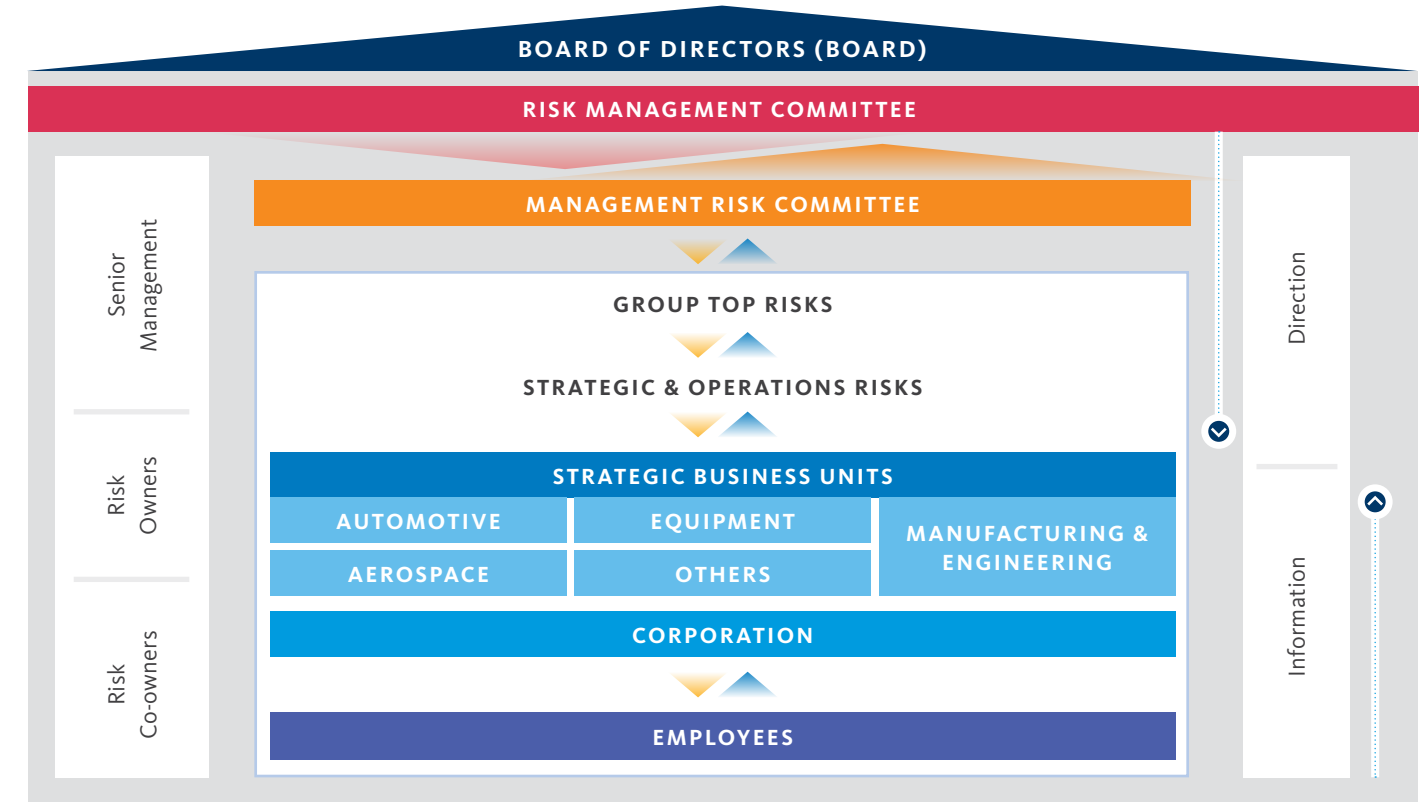 BOARD OF DIRECTORS (BOARD)
RISK MANAGEMENT COMMITTEE
MANAGEMENT RISK COMMITTEE
Senior
Management
Risk
Owners
Risk
Co-owners
GROUP TOP RISKS
STRATEGIC & OPERATIONS RISKS
STRATEGIC BUSINESS UNITS
AUTOMOTIVE
EQUIPMENT
MANUFACTURING &
ENGINEERING
AEROSPACE
OTHERS
CORPORATION
EMPLOYEES
Direction
Information